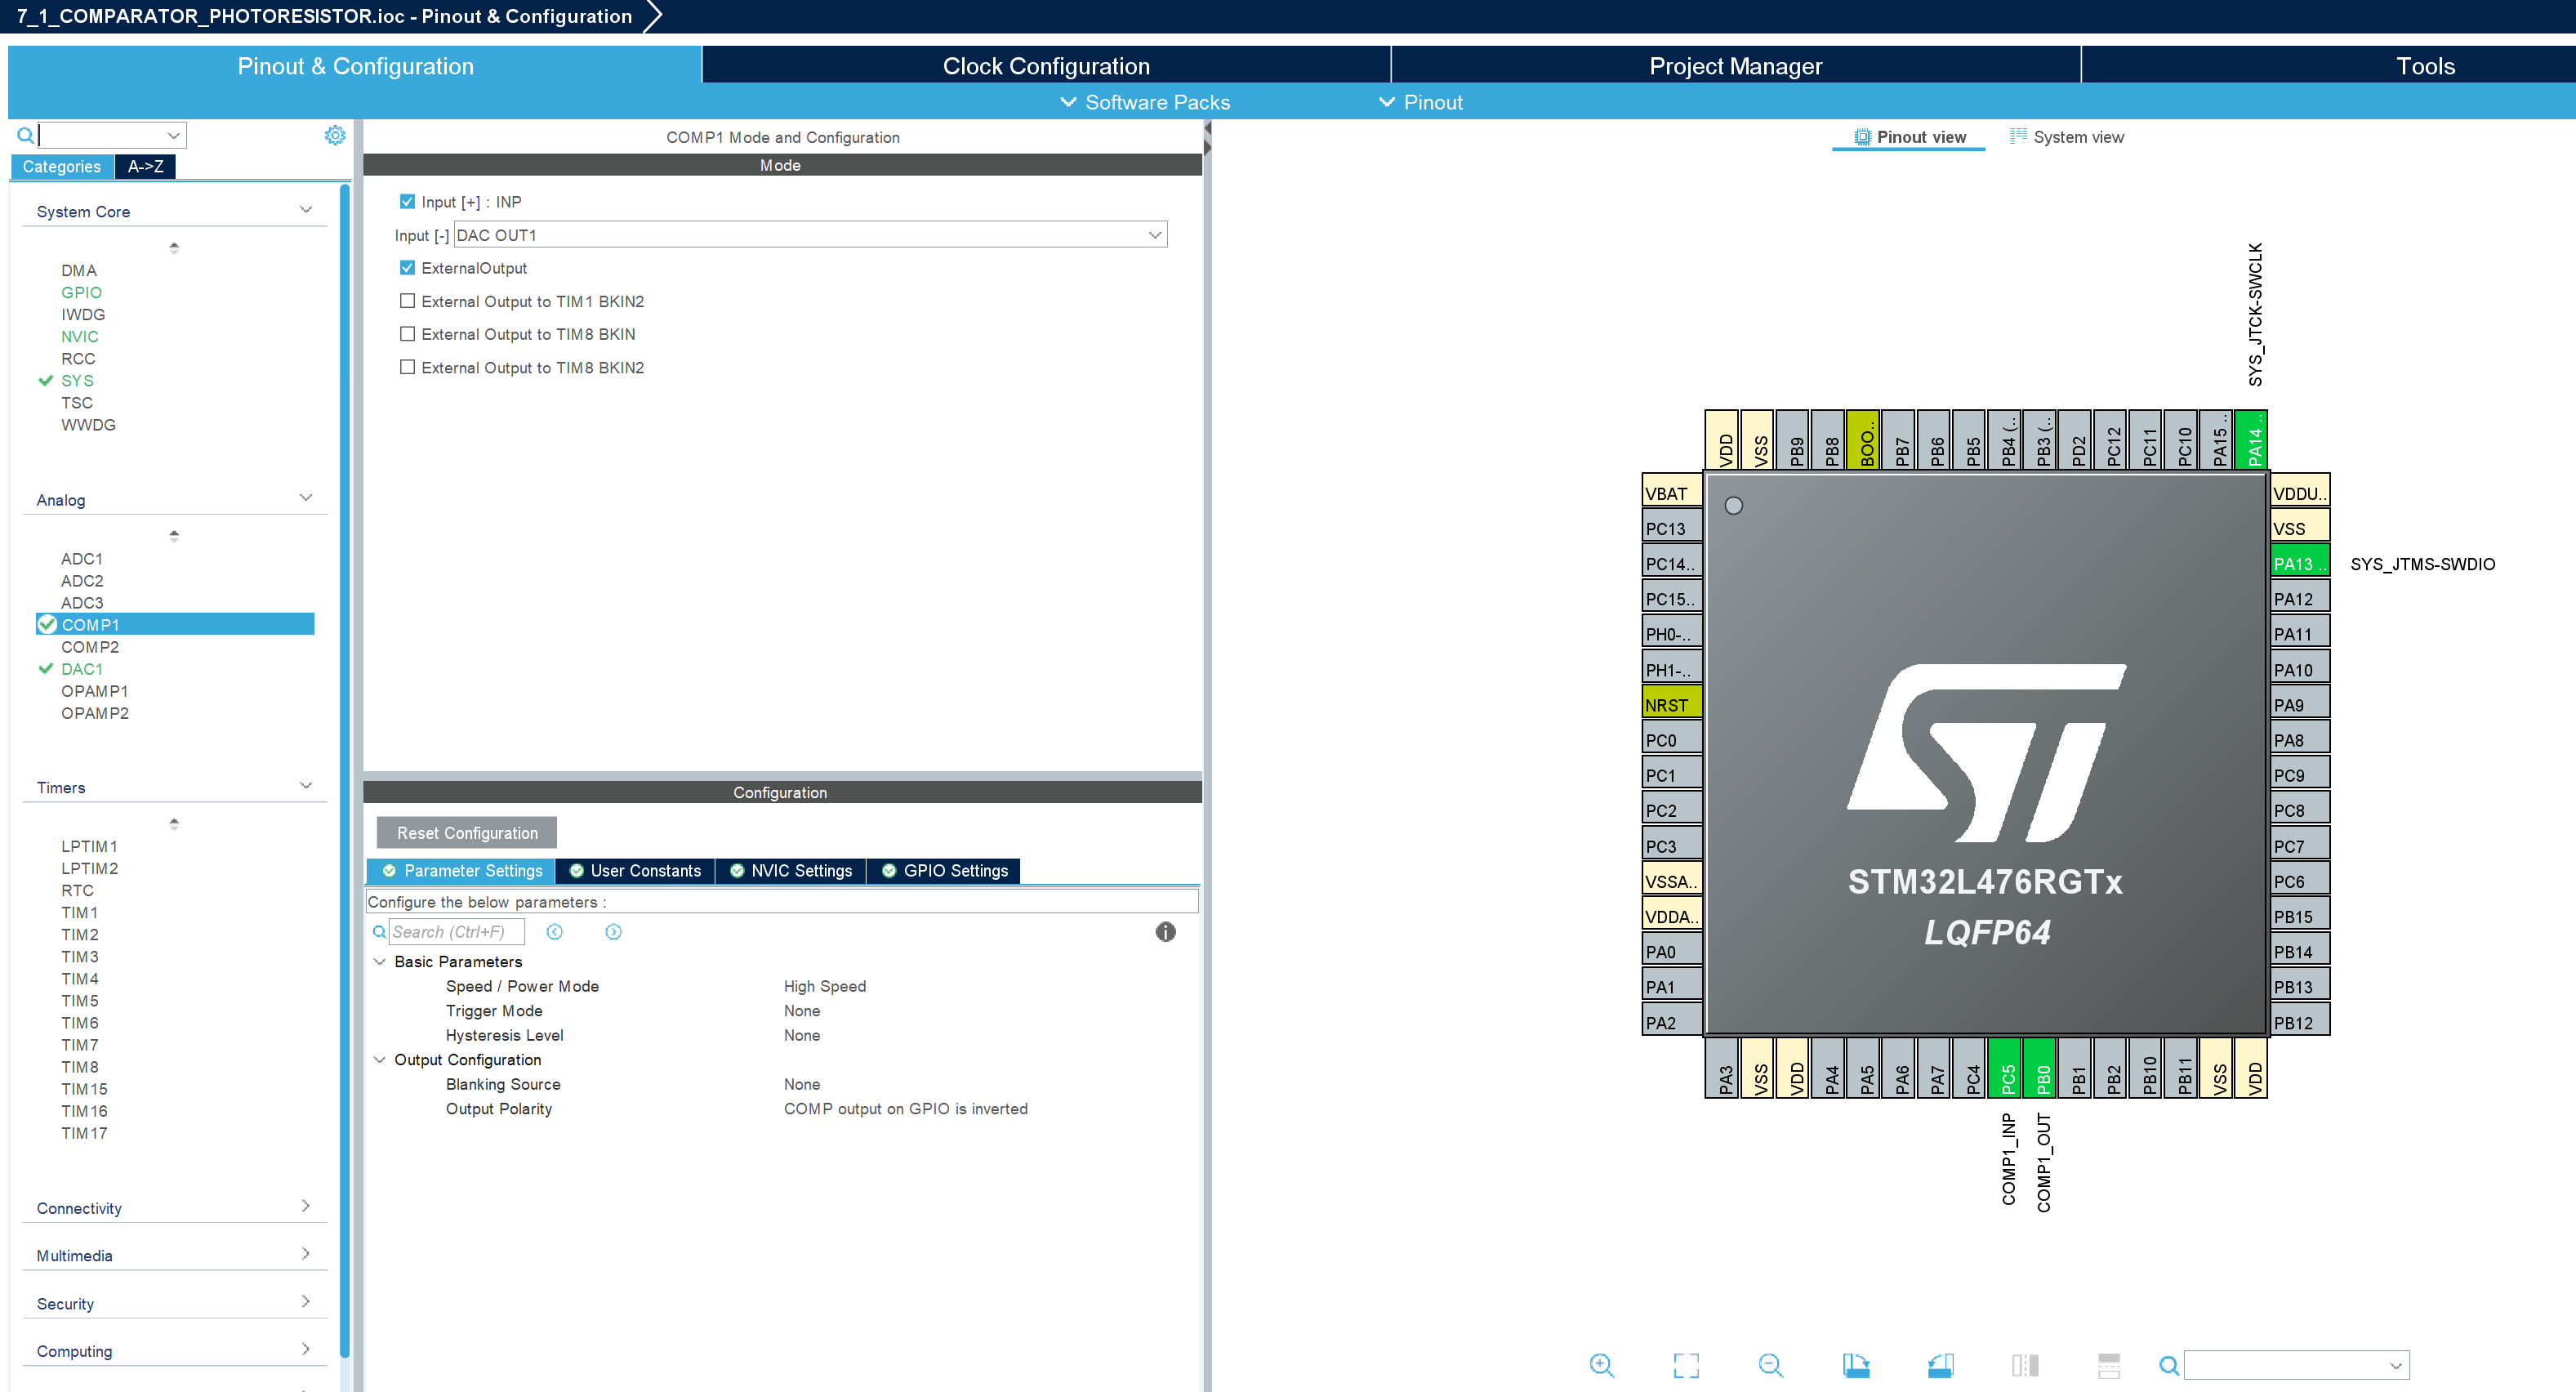 7_1_COMPARATOR_PHOTORESISTOR.ioc - Pinout & Configuration
Pinout & Configuration
Clock Configuration
Project Manager
Tools
Software Packs
Pinout
Categories
A->Z
System Core
DMA
GPIO
IWDG
NVIC
RCC
SYS
TSC
WWDG
Analog
ADC1
ADC2
ADC3
COMP1
COMP2
DAC1
OPAMP1
OPAMP2
Timers
LPTIM1
LPTIM2
RTC
TIM1
TIM2
TIM3
TIM4
TIM5
TIM6
TIM7
TIM8
TIM15
TIM16
TIM17
Connectivity
Multimedia
Security
Computing
COMP1 Mode and Configuration
Mode
Input [+] : INP
Input [-] DAC OUT1
ExternalOutput
External Output to TIM1 BKIN2
External Output to TIM8 BKIN
External Output to TIM8 BKIN2
Configuration
Reset Configuration
Parameter Settings
User Constants
NVIC Settings
GPIO Settings
Configure the below parameters :
Search (Ctrl+F)
Basic Parameters
Speed / Power Mode High Speed
Trigger Mode None
Hysteresis Level None
Output Configuration
Blanking Source None
Output Polarity COMP output on GPIO is inverted
Pinout view
System view
SYS_JTCK-SWCLK
VDD
VSS
PB9
PB8
BOO..
PB7
PB6
PB5
PB4 (..
PB3 (..
PD2
PC12
PC11
PC10
PA15..
PA14 ..
VBAT
PC13
PC14..
PC15..
PH0-..
PH1-..
NRST
PC0
PC1
PC2
PC3
VSSA..
VDDA..
PA0
PA1
PA2
ST
STM32L476RGTx
LQFP64
VDDU..
VSS
PA13 .. SYS_JTMS-SWDIO
PA12
PA11
PA10
PA9
PA8
PC9
PC8
PC7
PC6
PB15
PB14
PB13
PB12
PA3
VSS
VDD
PA4
PA5
PA6
PA7
PC4
PC5
PB0
PB1
PB2
PB10
PB11
VSS
VDD
COMP1_INP
COMP1_OUT